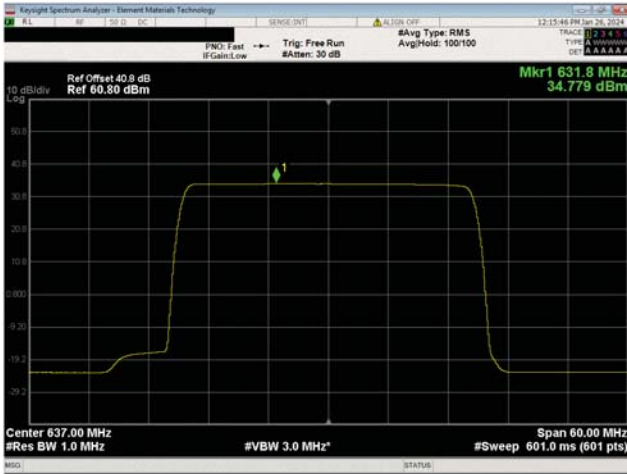 Keysight Spectrum Analyzer - Element Materials Technology
RL RF 50 Ω DC SENSE:INT ALIGN OFF 12:15:46 PM Jan 26, 2024
PNO: Fast Trig: Free Run #Avg Type: RMS TRACE 1 2 3 4 5 6
IFGain:Low #Atten: 30 dB Avg|Hold: 100/100 TYPE A WWWWW
DET A A A A A A
Mkr1 631.8 MHz
34.779 dBm
Ref Offset 40.8 dB
10 dB/div Ref 60.80 dBm
Log
50.8
40.8
30.8
20.8
10.8
0.800
-9.20
-19.2
-29.2
1
Center 637.00 MHz Span 60.00 MHz
#Res BW 1.0 MHz #VBW 3.0 MHz* #Sweep 601.0 ms (601 pts)
MSG STATUS